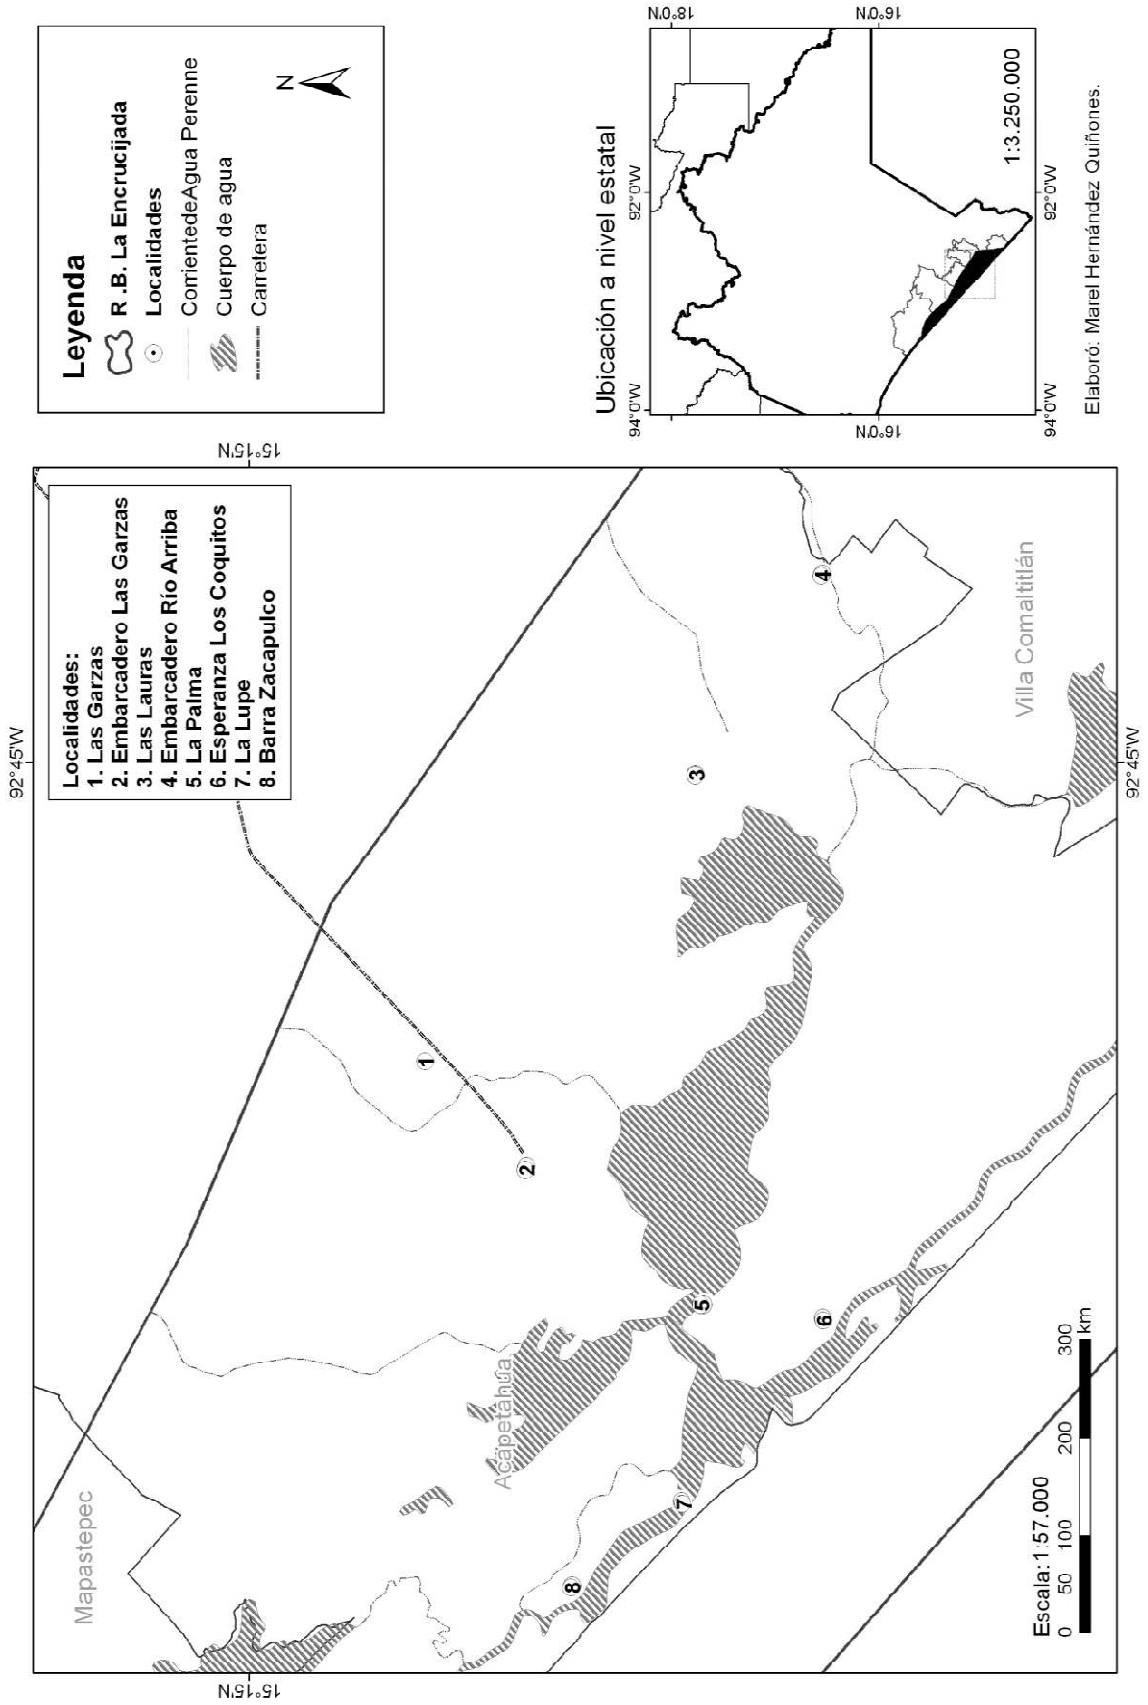 92°45'W
15°15'N
Mapastepec
Acapetahúa
Villa Comaltitlán
Localidades:
1. Las Garzas
2. Embarcadero Las Garzas
3. Las Lauras
4. Embarcadero Río Arriba
5. La Palma
6. Esperanza Los Coquitos
7. La Lupe
8. Barra Zacapulco
1
2
3
4
5
6
7
8
Escala:1:57.000
0 50 100 200 300
km
15°15'N
92°45'W
Leyenda
R .B. La Encrucijada
Localidades
CorrientedeAgua Perenne
Cuerpo de agua
Carretera
N
Ubicación a nivel estatal
94°0'W 92°0'W
18°0'N
16°0'N
18°0'N
16°0'N
1:3.250.000
94°0'W 92°0'W
Elaboró: Marel Hernández Quiñones.